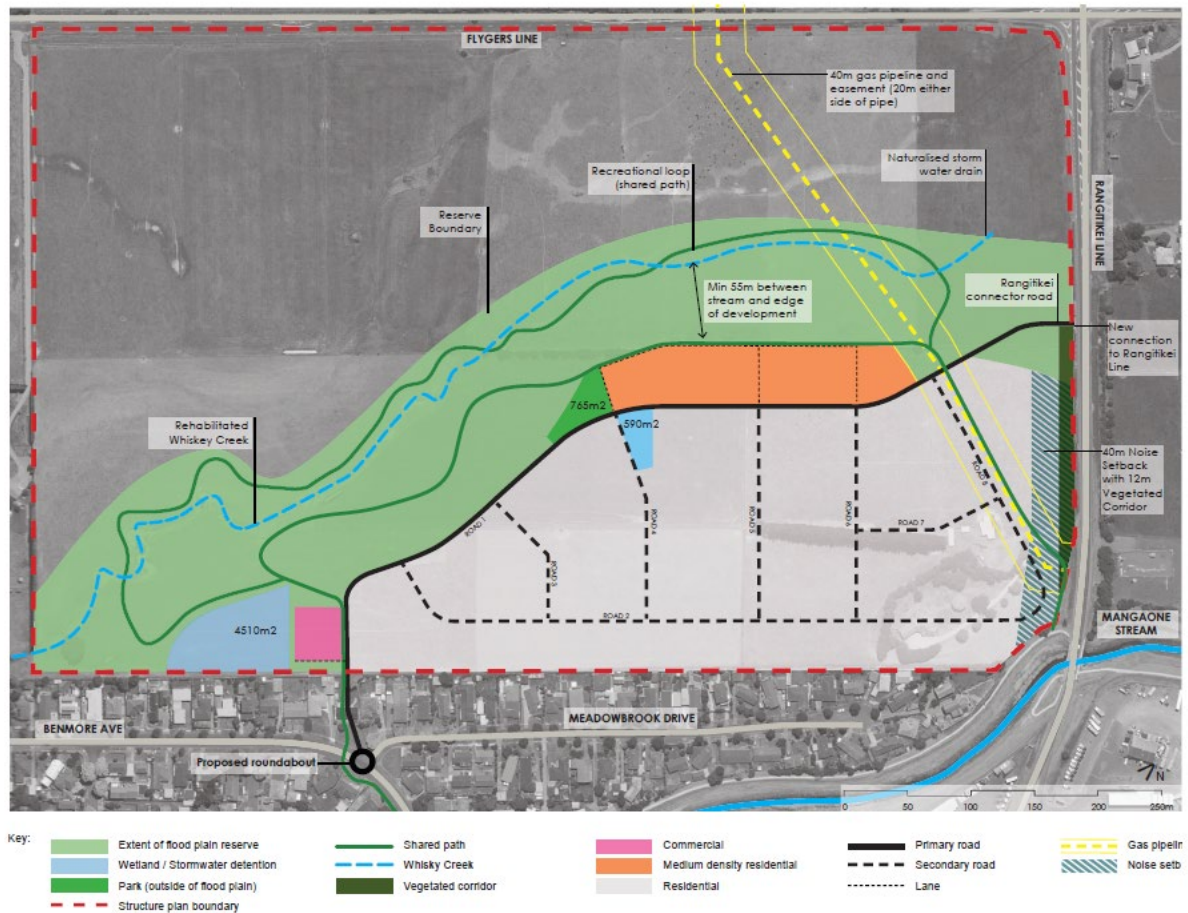 FLYGERS LINE
40m gas pipeline and
easement (20m either
side of pipe)
Recreational loop
(shared path)
Naturalised storm
water drain
RANGITIKEI LINE
Reserve
Boundary
Min 55m between
stream and edge
of development
Rangitikei
connector road
New
connection
to Rangitikei
Line
765m2
590m2
Rehabilitated
Whiskey Creek
40m Noise
Setback
with 12m
Vegetated
Corridor
ROAD 1
ROAD 4
ROAD 5
ROAD 6
ROAD 7
ROAD 2
4510m2
MANGAONE
STREAM
BENMORE AVE
MEADOWBROOK DRIVE
Proposed roundabout
N
0 50 100 150 200 250m
Key:
Extent of flood plain reserve
Wetland / Stormwater detention
Park (outside of flood plain)
Structure plan boundary
Shared path
Whisky Creek
Vegetated corridor
Commercial
Medium density residential
Residential
Primary road
Secondary road
Lane
Gas pipelin
Noise setb